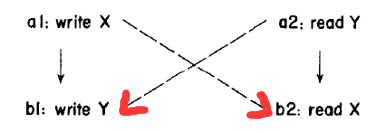 a1: write X a2: read Y
b1: write Y b2: read X